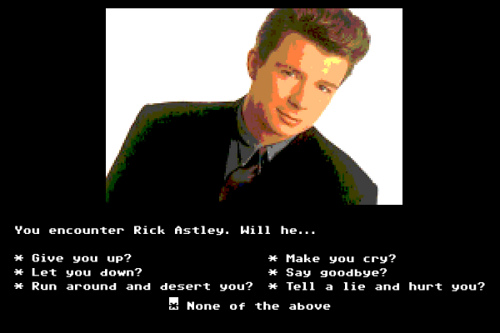 You encounter Rick Astley. Will he...
* Give you up?
* Make you cry?
* Let you down?
* Say goodbye?
* Run around and desert you?
* Tell a lie and hurt you?
* None of the above